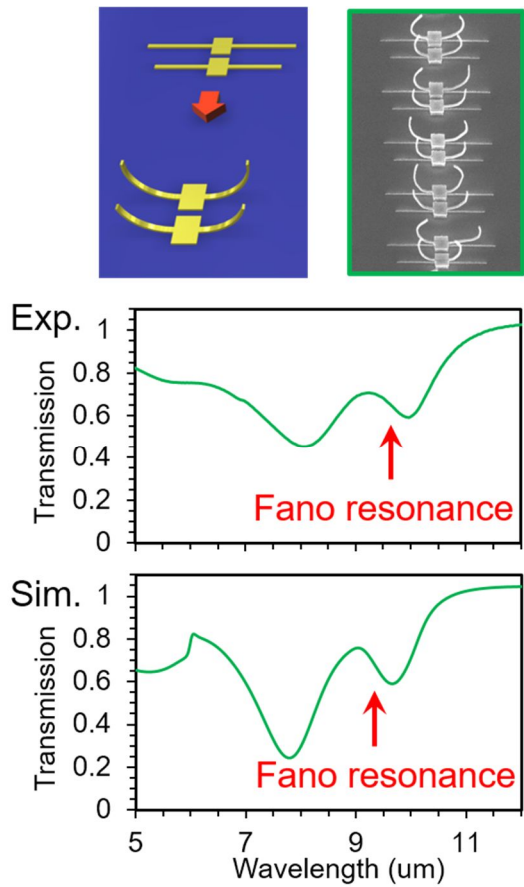 Exp.
Transmission
1
0.8
0.6
0.4
0.2
0
Fano resonance
Sim.
Transmission
1
0.8
0.6
0.4
0.2
0
Fano resonance
5 7 9 11
Wavelength (um)